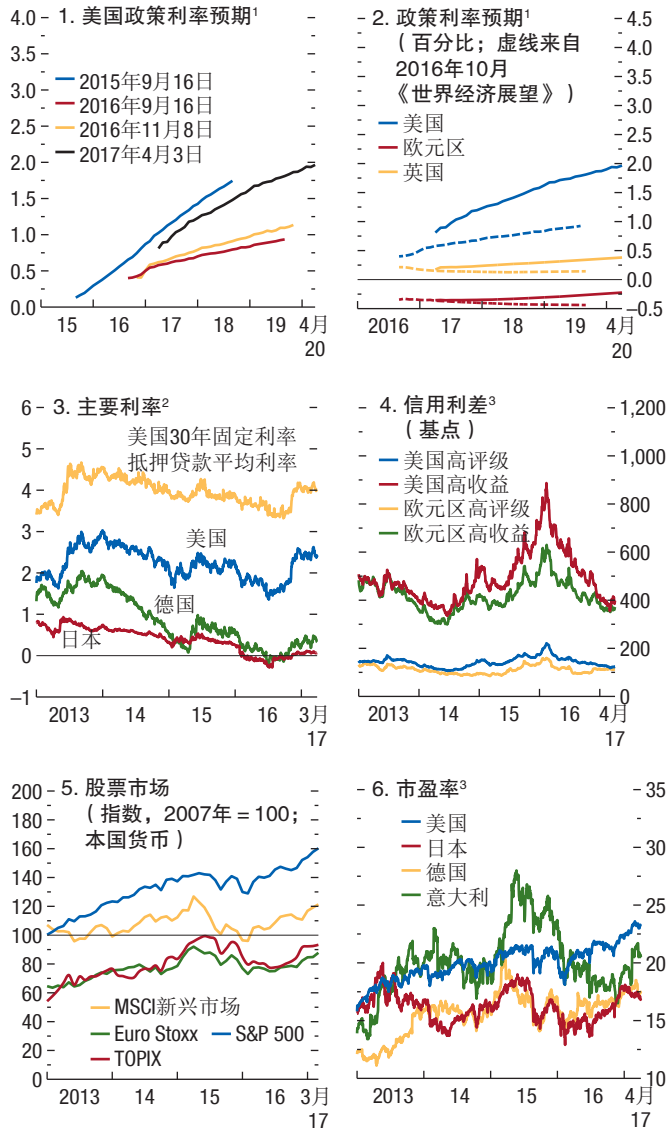 1. 美国政策利率预期¹
4.0
3.5
3.0
2.5
2.0
1.5
1.0
0.5
0.0
2015年9月16日
2016年9月16日
2016年11月8日
2017年4月3日
15 16 17 18 19 4月
20
2. 政策利率预期¹
(百分比；虚线来自
2016年10月
《世界经济展望》)
美国
欧元区
英国
4.5
4.0
3.5
3.0
2.5
2.0
1.5
1.0
0.5
0.0
–0.5
2016 17 18 19 4月
20
3. 主要利率²
美国30年固定利率
抵押贷款平均利率
美国
德国
日本
6
5
4
3
2
1
0
–1
2013 14 15 16 3月
17
4. 信用利差³
(基点)
美国高评级
美国高收益
欧元区高评级
欧元区高收益
1,200
1,000
800
600
400
200
0
2013 14 15 16 4月
17
5. 股票市场
(指数，2007年 = 100；
本国货币)
200
180
160
140
120
100
80
60
40
20
0
MSCI新兴市场
Euro Stoxx S&P 500
TOPIX
2013 14 15 16 3月
17
6. 市盈率³
美国
日本
德国
意大利
35
30
25
20
15
10
2013 14 15 16 4月
17